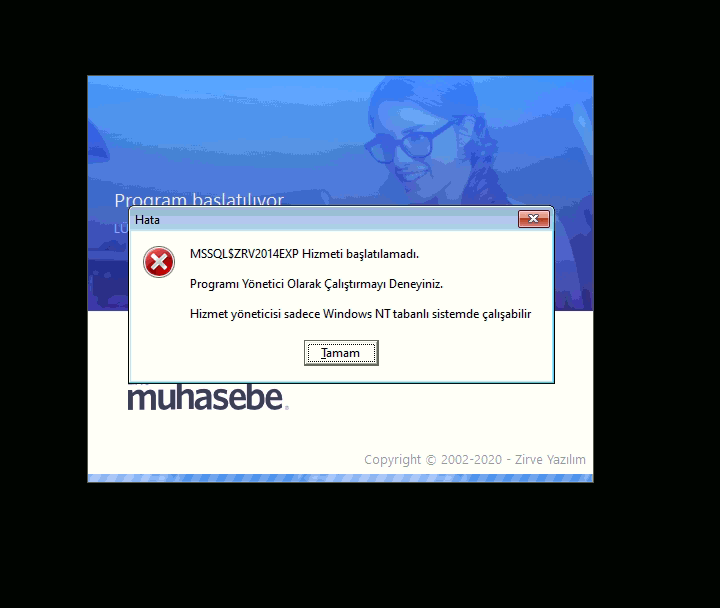 Program başlatılıyor
LÜ
Hata
MSSQL$ZRV2014EXP Hizmeti başlatılamadı.
Programı Yönetici Olarak Çalıştırmayı Deneyiniz.
Hizmet yöneticisi sadece Windows NT tabanlı sistemde çalışabilir
Tamam
muhasebe
Copyright © 2002-2020 - Zirve Yazılım